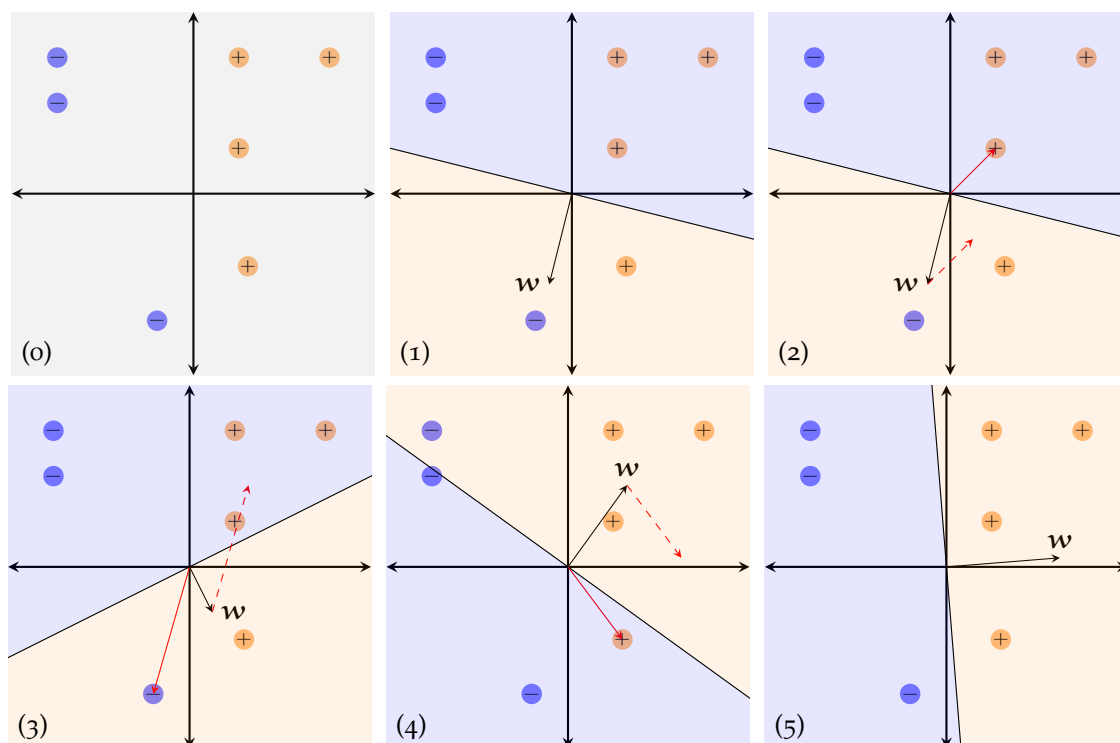 − + +
−
+
+
−
(0)
− + +
−
+
w
+
−
(1)
− + +
−
+
w
+
−
(2)
− + +
−
+
w
+
−
(3)
− + +
−
w
+
+
−
(4)
− + +
−
+
w
+
−
(5)